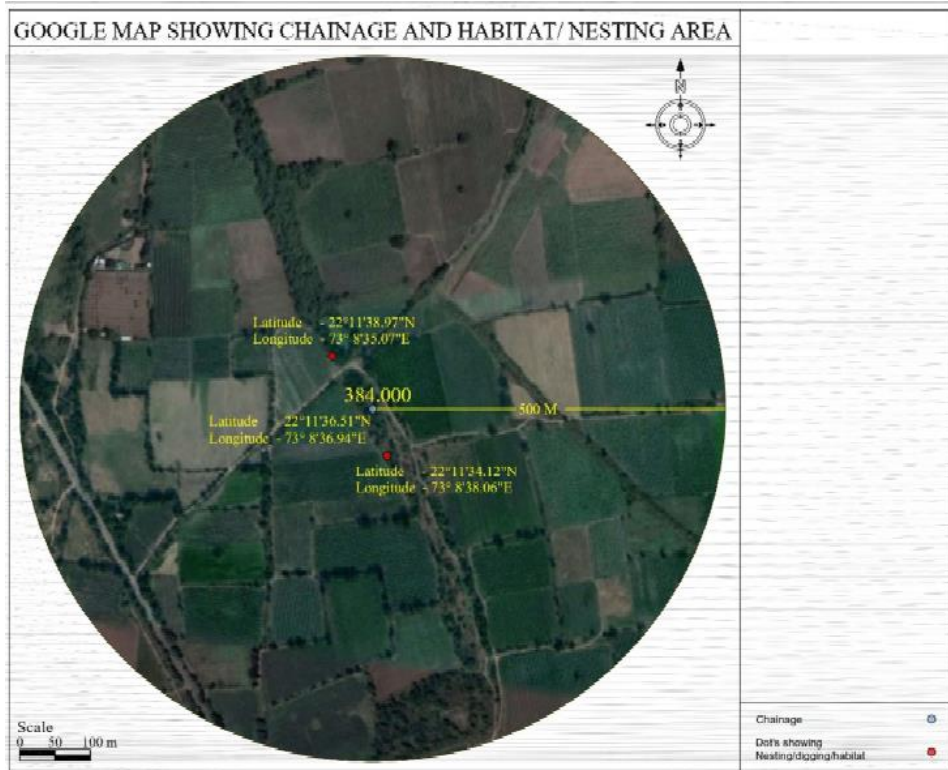 GOOGLE MAP SHOWING CHAINAGE AND HABITAT/ NESTING AREA
N
Latitude - 22°11'38.97"N
Longitude - 73° 8'35.07"E
384.000
500 M
Latitude 22°11'36.51"N
Longitude - 73° 8'36.94"E
Latitude - 22°11'34.12"N
Longitude - 73° 8'38.06"E
Scale
0 50 100 m
Chainage
Dot's showing
Nesting/digging/habitat